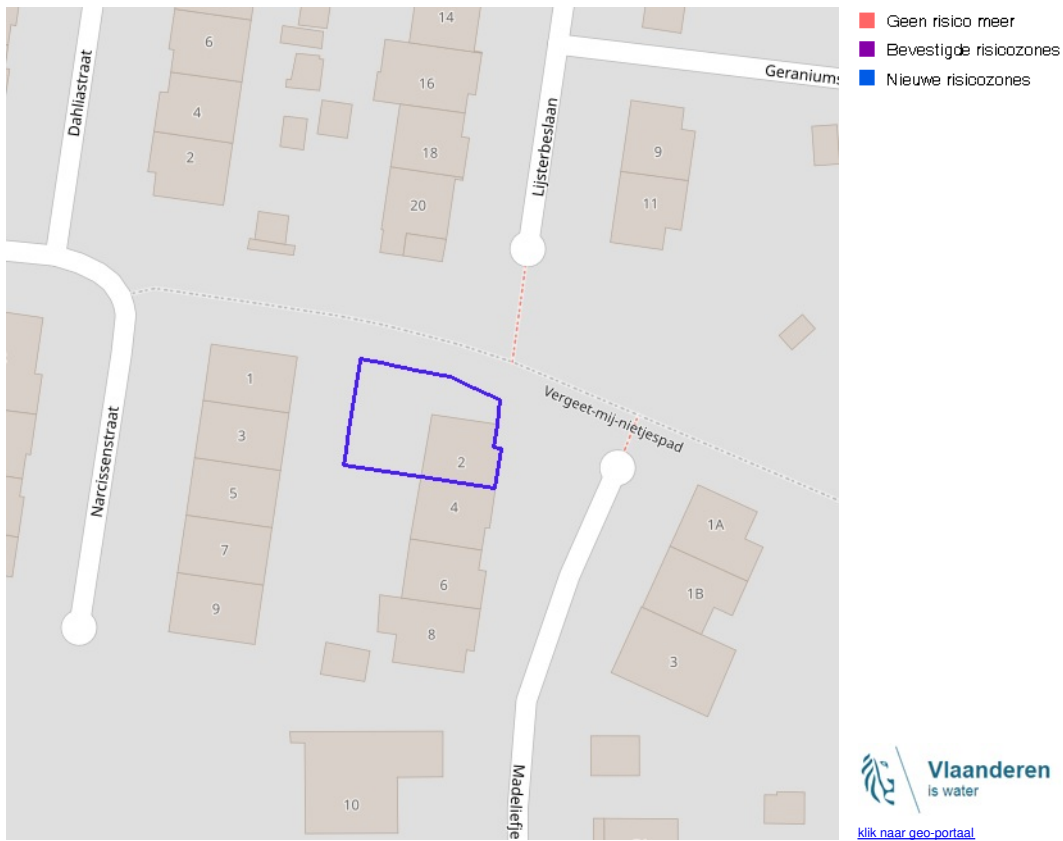 14
6
16
Dahliastraat
4
2
18
20
Lijsterbeslaan
Geraniums
9
11
1
3
5
7
9
Narcissenstraat
Vergeet-mij-nietjespad
2
4
6
8
10
1A
1B
3
Madeliefje
Geen risico meer
Bevestigde risicozones
Nieuwe risicozones
Vlaanderen
is water
klik naar geo-portaal